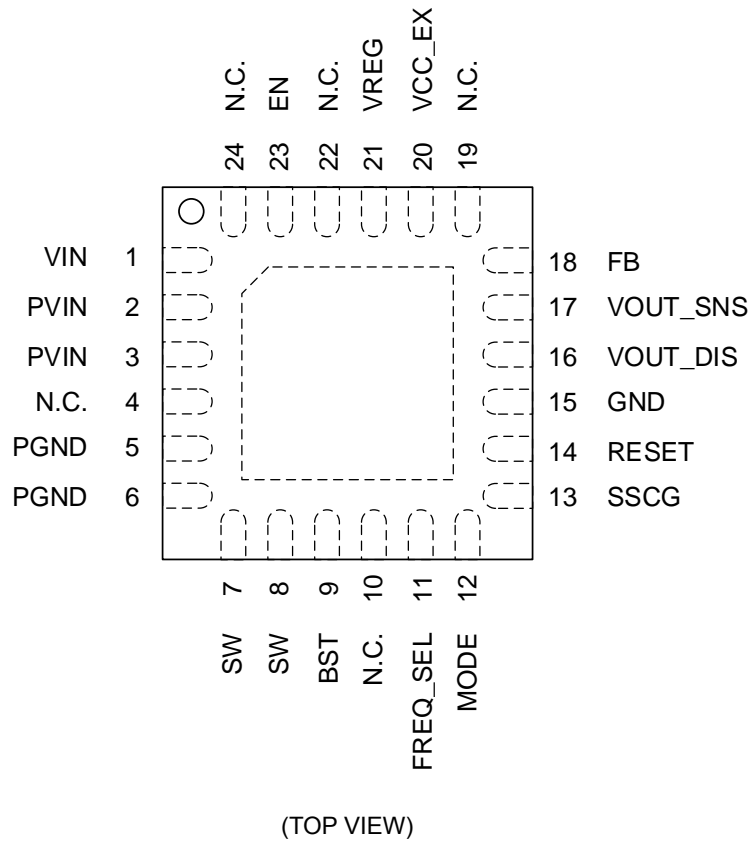 N.C.
EN
N.C.
VREG
VCC_EX
N.C.
24
23
22
21
20
19
VIN 1
PVIN 2
PVIN 3
N.C. 4
PGND 5
PGND 6
18 FB
17 VOUT_SNS
16 VOUT_DIS
15 GND
14 RESET
13 SSCG
7
8
9
10
11
12
SW
SW
BST
N.C.
FREQ_SEL
MODE
(TOP VIEW)